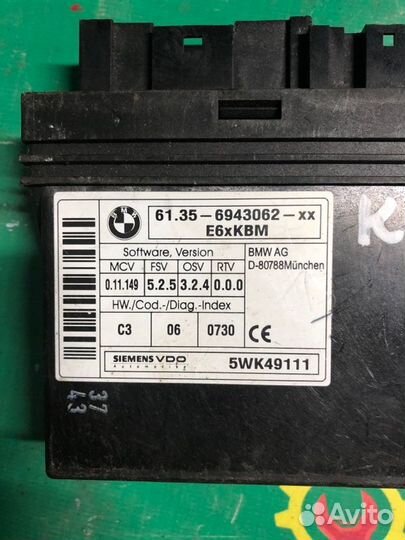 BMW
61.35 - 6943062 - xx
E6xKBM
Software, Version
BMW AG
D-80788München
MCV FSV OSV RTV
0.11.149 5.2.5 3.2.4 0.0.0
HW./Cod.-/Diag.-Index
C3 06 0730 CE
SIEMENS VDO
Automotive
5WK49111
K
37
43
Avito